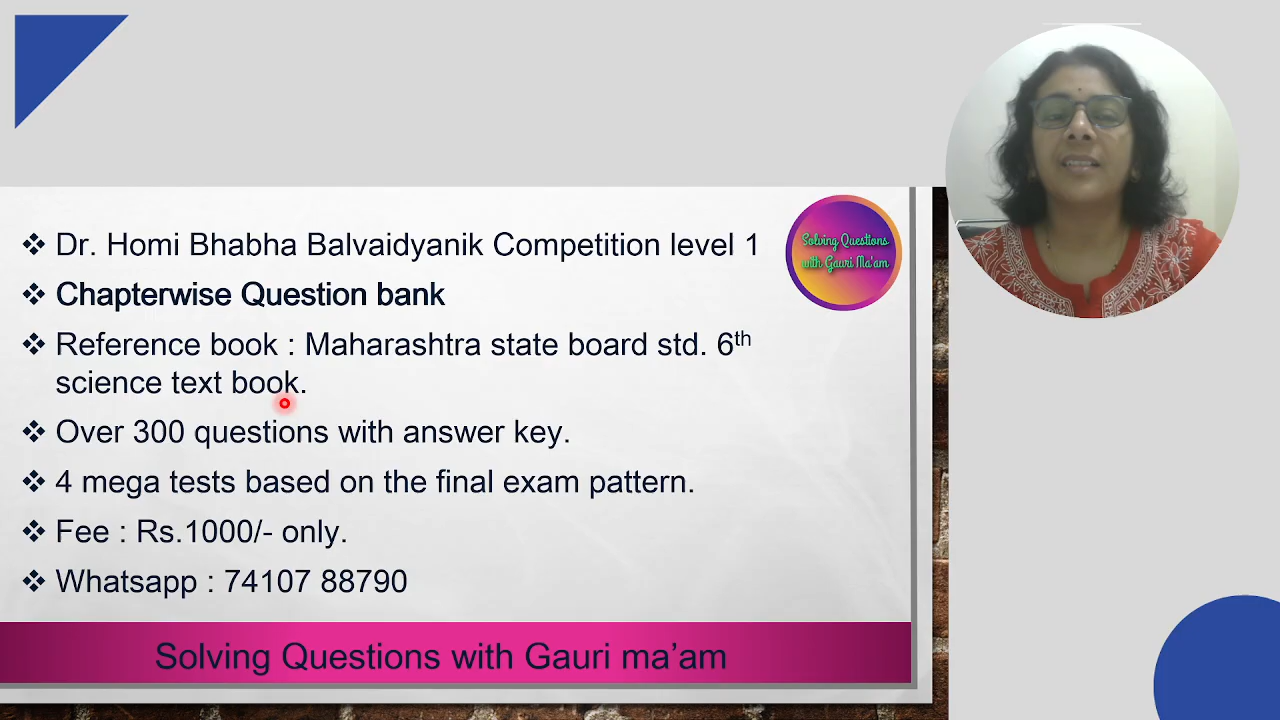 ❖ Dr. Homi Bhabha Balvaidyanik Competition level 1
❖ Chapterwise Question bank
❖ Reference book : Maharashtra state board std. 6th
science text book.
❖ Over 300 questions with answer key.
❖ 4 mega tests based on the final exam pattern.
❖ Fee : Rs.1000/- only.
❖ Whatsapp : 74107 88790
Solving Questions
with Gauri Ma'am
Solving Questions with Gauri ma’am